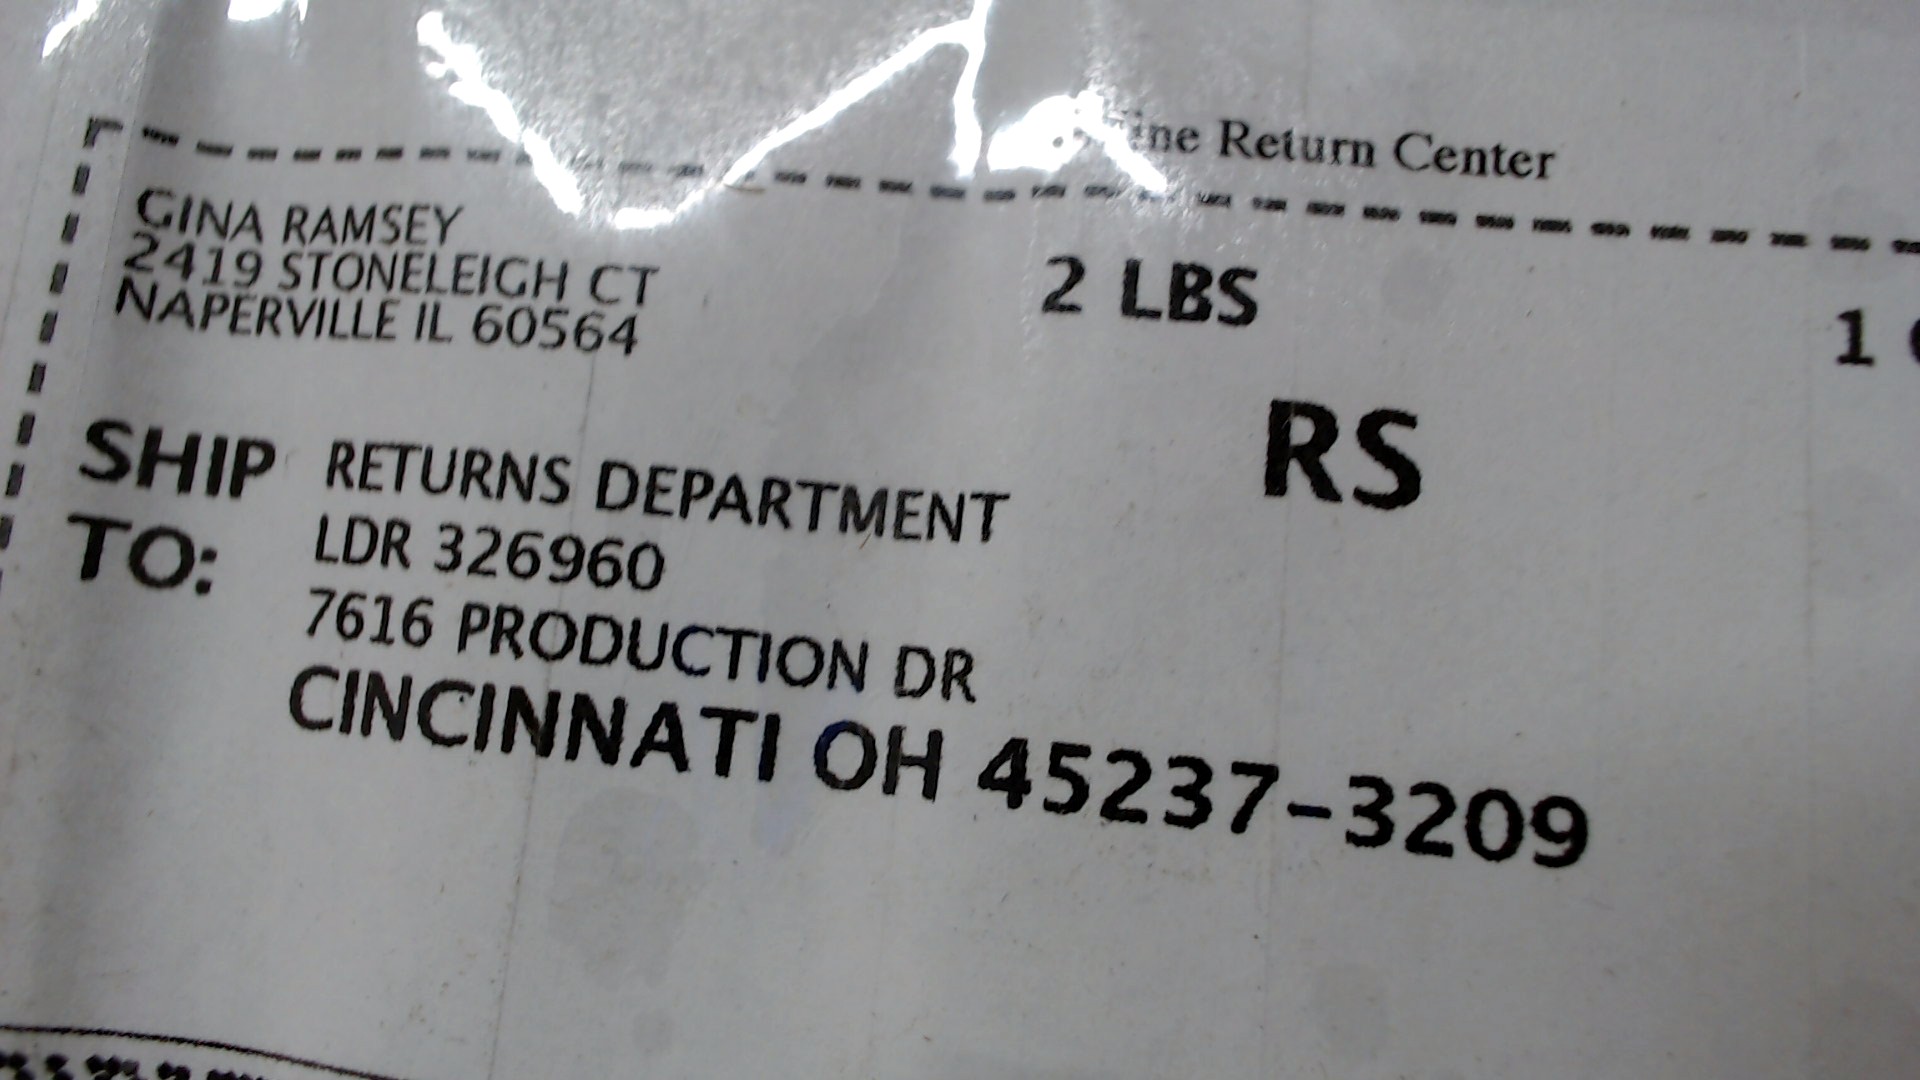 Return Center
GINA RAMSEY
2419 STONELEIGH CT
NAPERVILLE IL 60564
2 LBS
1
RS
SHIP TO:
RETURNS DEPARTMENT
LDR 326960
7616 PRODUCTION DR
CINCINNATI OH 45237-3209